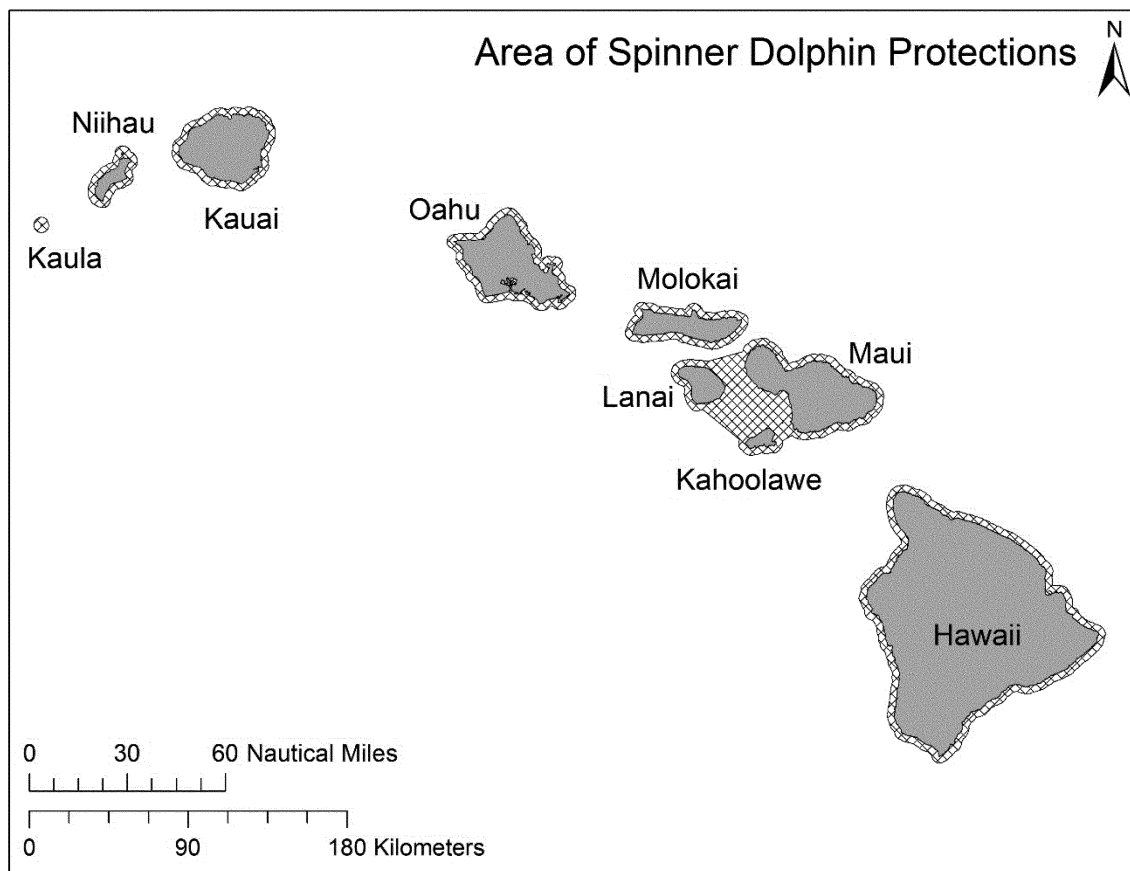 Area of Spinner Dolphin Protections
N
Niihau
Kauai
Kaula
Oahu
Molokai
Maui
Lanai
Kahoolawe
Hawaii
0 30 60 Nautical Miles
0 90 180 Kilometers